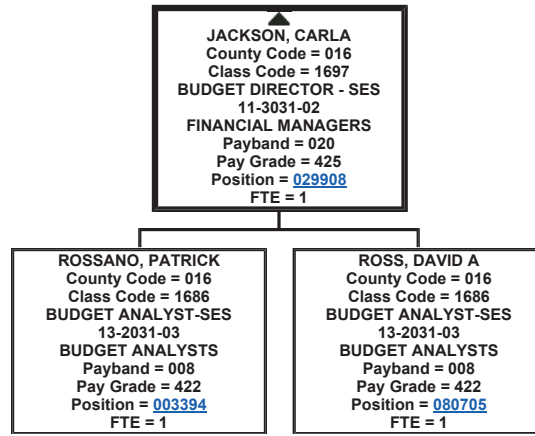 JACKSON, CARLA
County Code = 016
Class Code = 1697
BUDGET DIRECTOR - SES
11-3031-02
FINANCIAL MANAGERS
Payband = 020
Pay Grade = 425
Position = 029908
FTE = 1
ROSSANO, PATRICK
County Code = 016
Class Code = 1686
BUDGET ANALYST-SES
13-2031-03
BUDGET ANALYSTS
Payband = 008
Pay Grade = 422
Position = 003394
FTE = 1
ROSS, DAVID A
County Code = 016
Class Code = 1686
BUDGET ANALYST-SES
13-2031-03
BUDGET ANALYSTS
Payband = 008
Pay Grade = 422
Position = 080705
FTE = 1